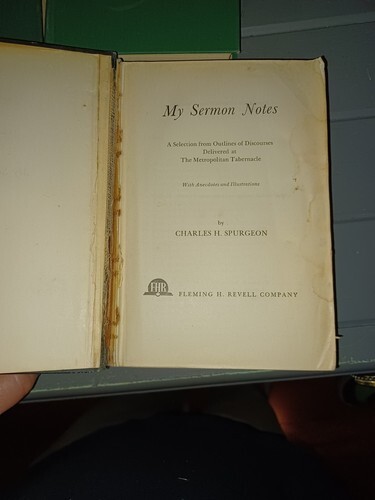 My Sermon Notes
A Selection from Outlines of Discourses
Delivered at
The Metropolitan Tabernacle
With Anecdotes and Illustrations
by
CHARLES H. SPURGEON
FHR
FLEMING H. REVELL COMPANY